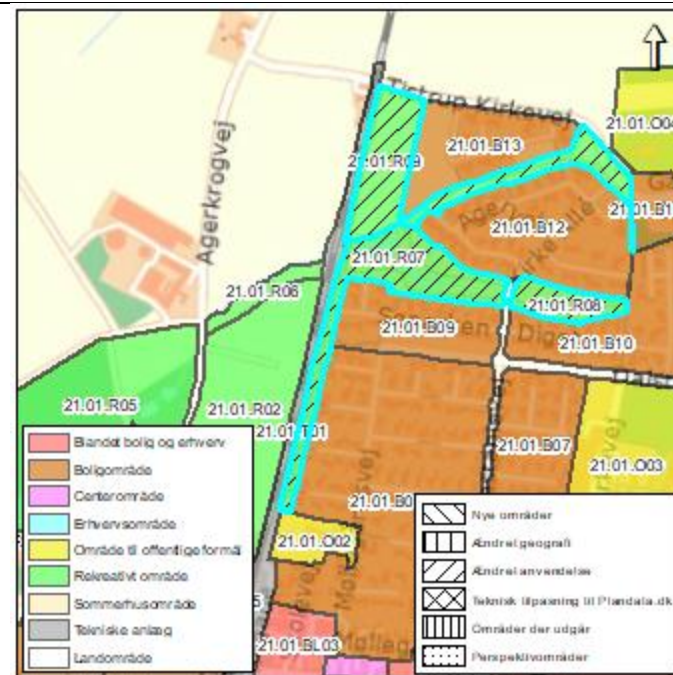 Tistrup Kirkevej
21.01.O04
21.01.B13
21.01.R09
Agerkrogvej
21.01.B12
21.01.R07
21.01.R06
21.01.R08
21.01.B09
21.01.B10
21.01.R05
21.01.R02
21.01.T01
21.01.B07
21.01.O03
21.01.O02
21.01.BL03
Blandet bolig og erhverv
Boligområde
Centerområde
Erhvervsområde
Område til offentlige formål
Rekreativt område
Sommerhusområde
Tekniske anlæg
Landområde
Nye områder
Ændret geografi
Ændret anvendelse
Teknisk tilpasning til Plandata.dk
Områder der udgår
Perspektivområder